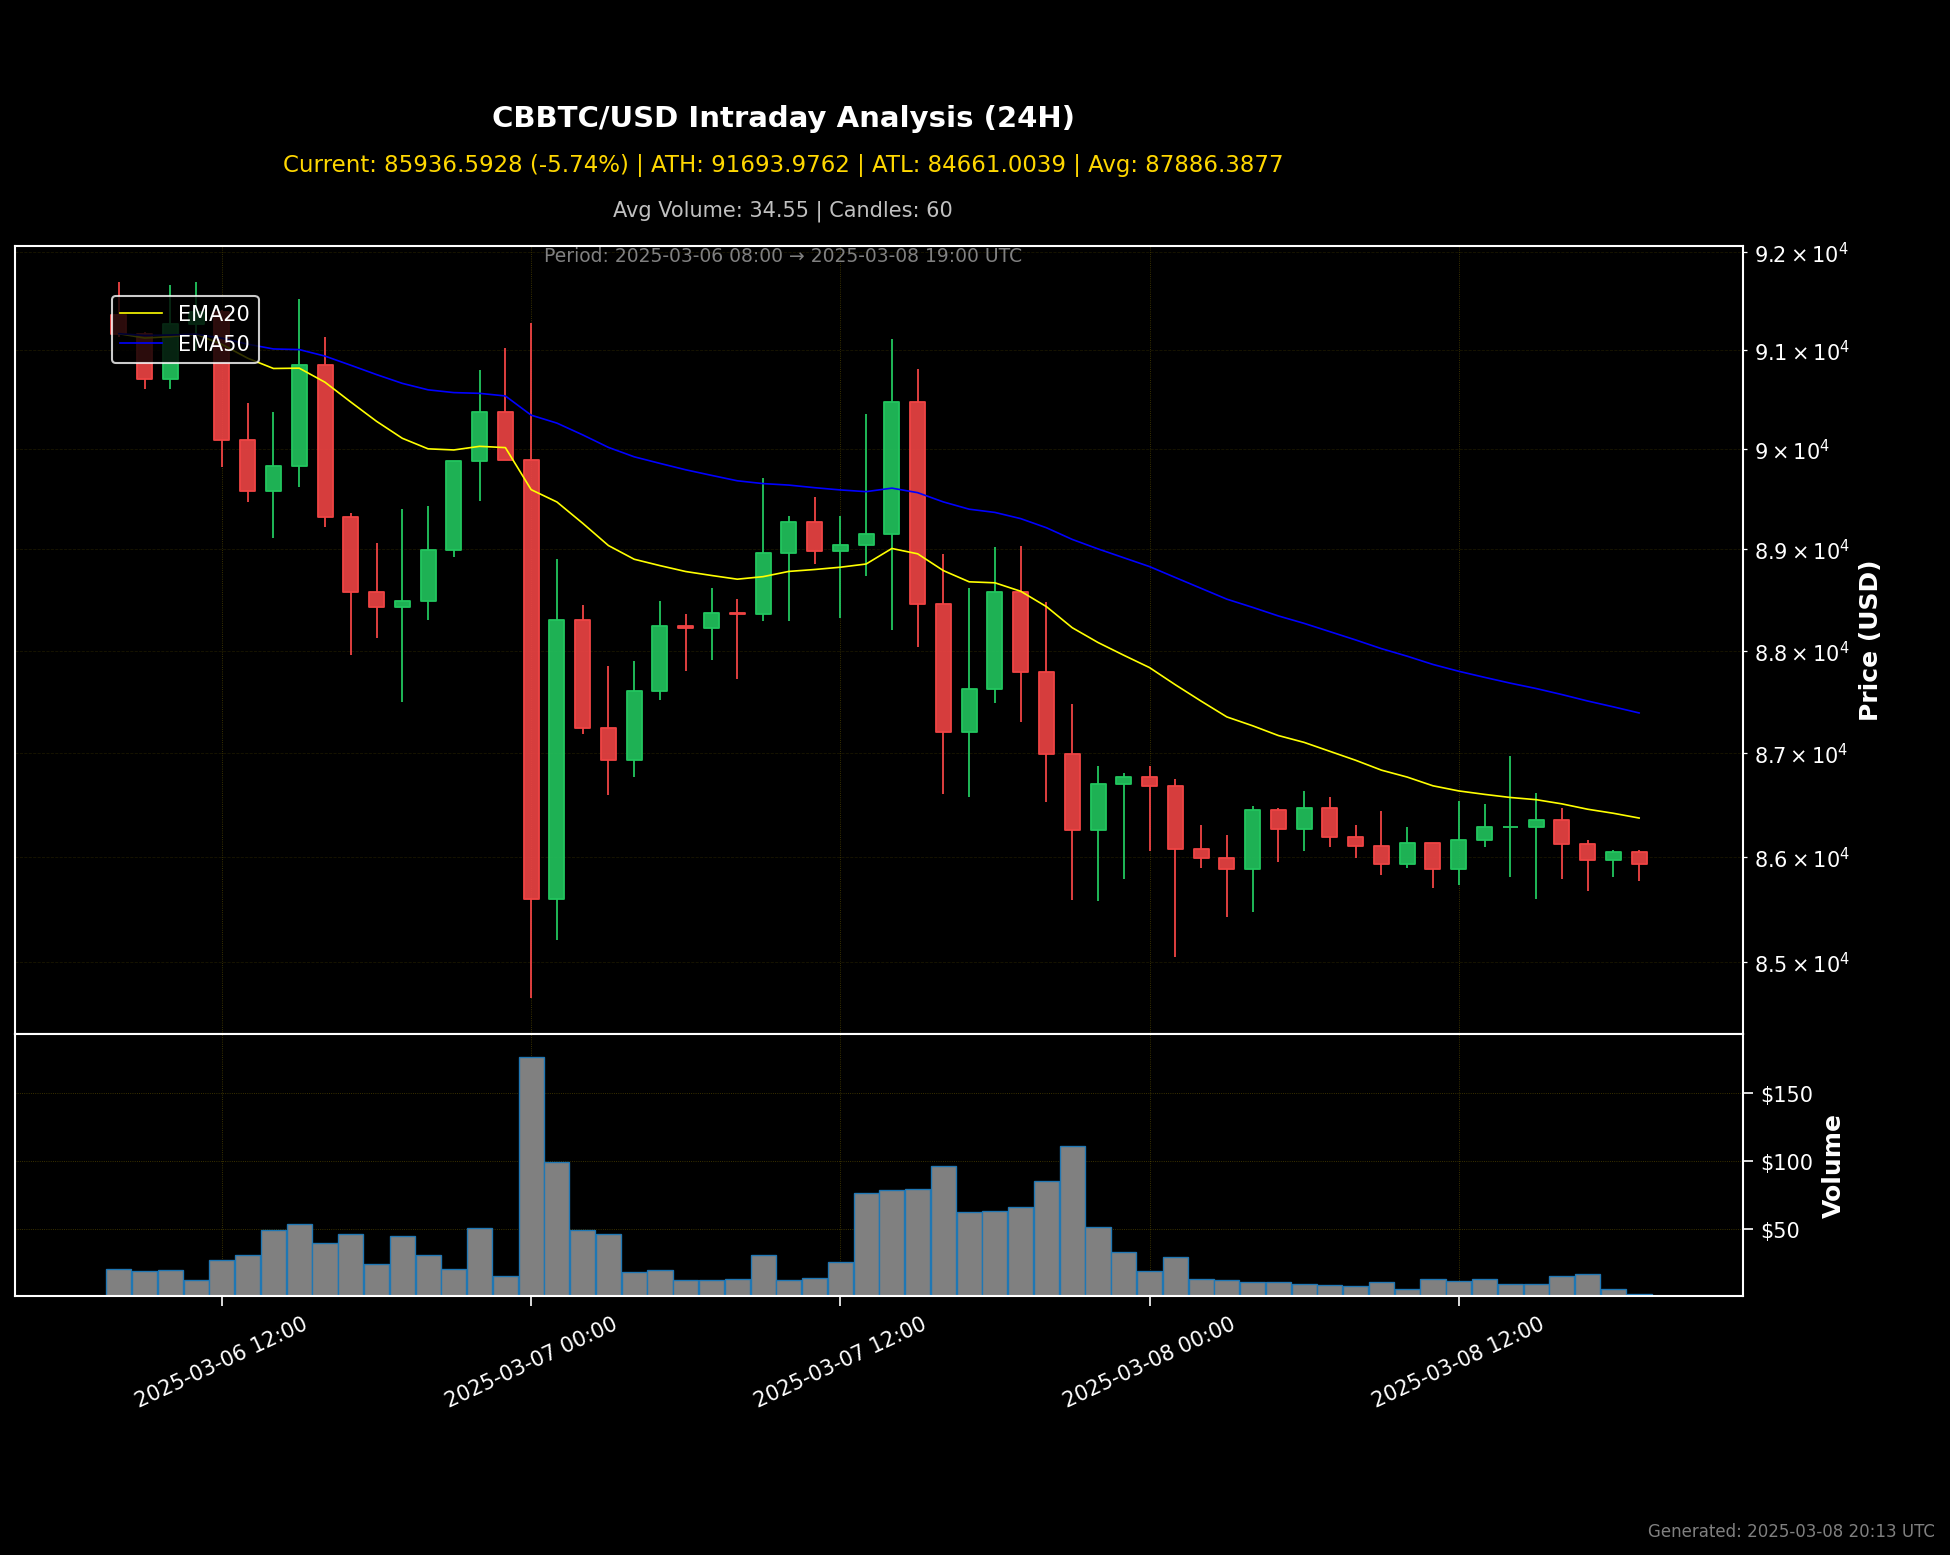 CBBTC/USD Intraday Analysis (24H)
Current: 85936.5928 (-5.74%) | ATH: 91693.9762 | ATL: 84661.0039 | Avg: 87886.3877
Avg Volume: 34.55 | Candles: 60
Period: 2025-03-06 08:00 → 2025-03-08 19:00 UTC
EMA20
EMA50
9.2 × 10⁴
9.1 × 10⁴
9 × 10⁴
8.9 × 10⁴
8.8 × 10⁴
8.7 × 10⁴
8.6 × 10⁴
8.5 × 10⁴
Price (USD)
$150
$100
$50
Volume
2025-03-06 12:00
2025-03-07 00:00
2025-03-07 12:00
2025-03-08 00:00
2025-03-08 12:00
Generated: 2025-03-08 20:13 UTC